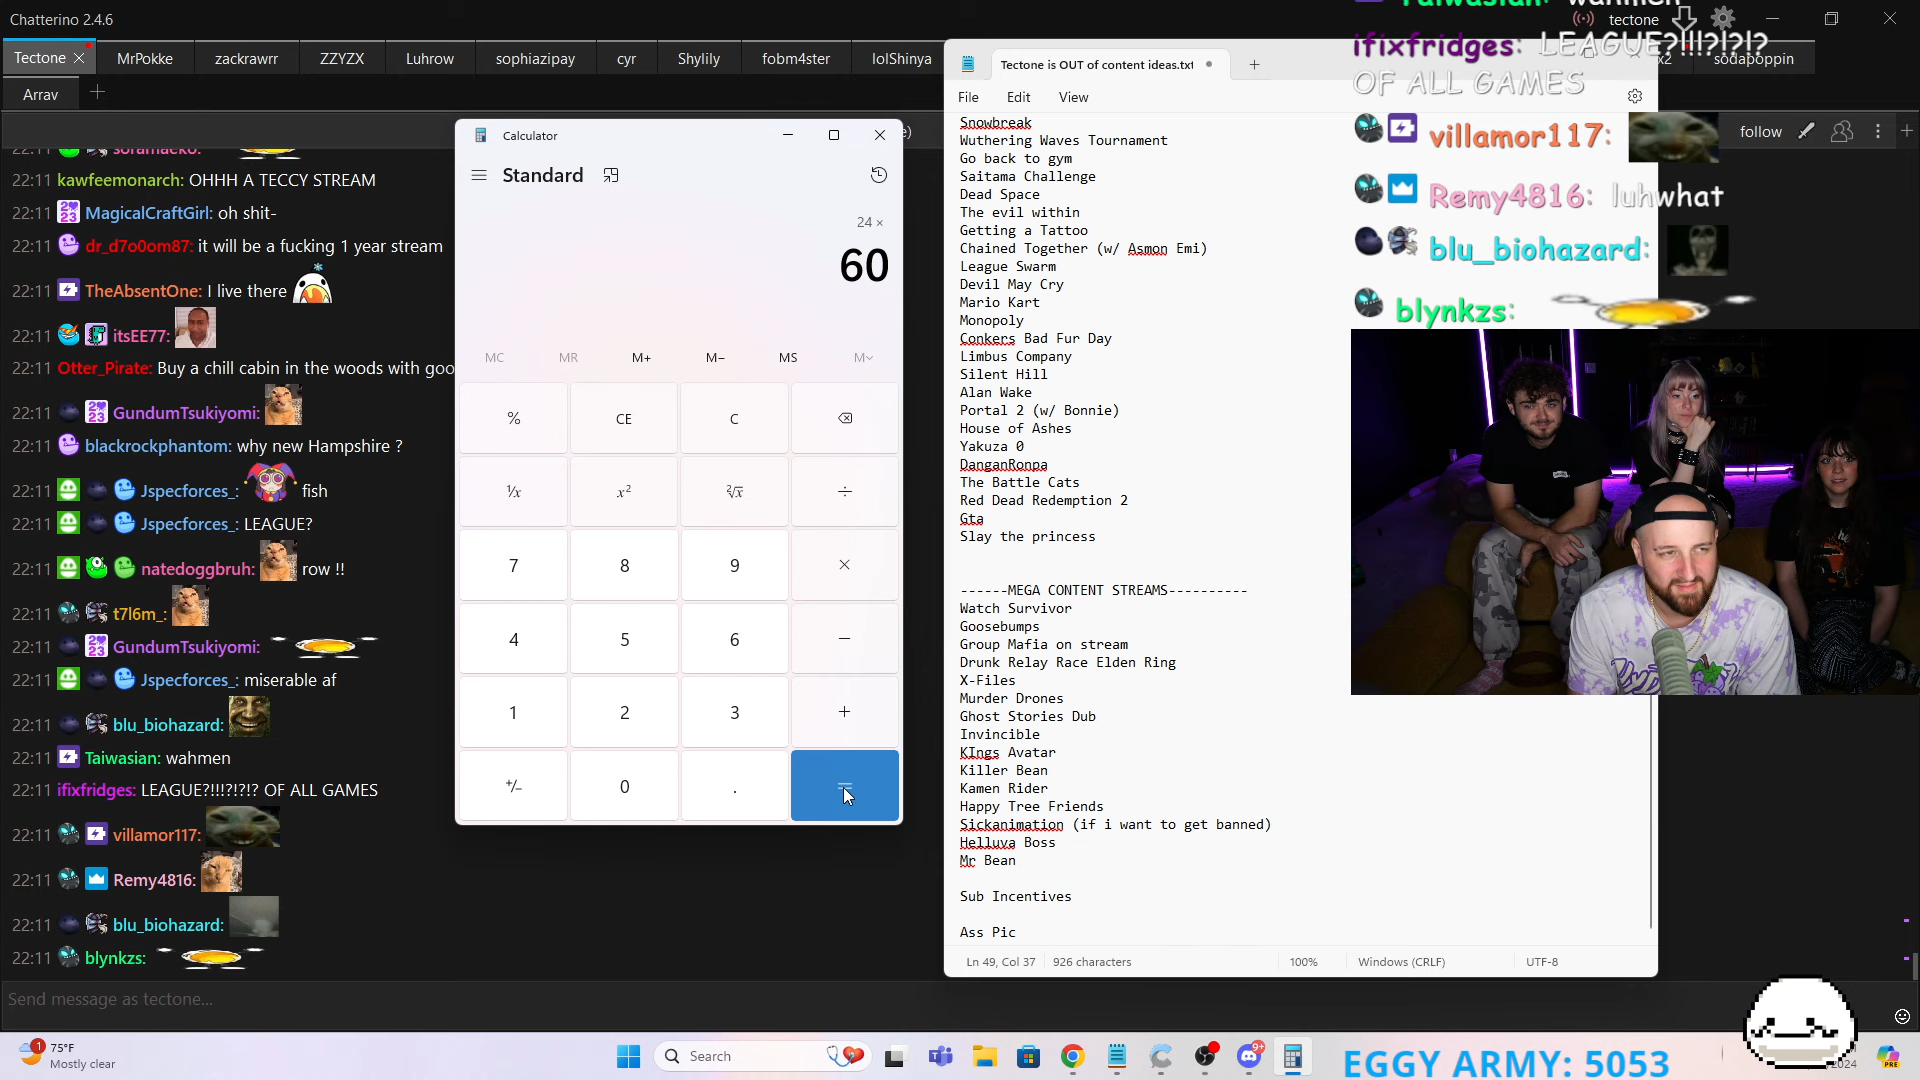 Chatterino 2.4.6
tectone
Tectone
MrPokke
zackrawrr
ZZYZX
Luhrow
sophiazipay
cyr
Shylily
fobm4ster
lolShinya
x2
sodapoppin
Arrav
follow
22:11 kawfeemonarch: OHHH A TECCY STREAM
22:11 MagicalCraftGirl: oh shit-
22:11 dr_d7o0om87: it will be a fucking 1 year stream
22:11 TheAbsentOne: I live there
22:11 itsEE77:
22:11 Otter_Pirate: Buy a chill cabin in the woods with goo
22:11 GundumTsukiyomi:
22:11 blackrockphantom: why new Hampshire ?
22:11 Jspecforces_: fish
22:11 Jspecforces_: LEAGUE?
22:11 natedoggbruh: row !!
22:11 t7l6m_:
22:11 GundumTsukiyomi:
22:11 Jspecforces_: miserable af
22:11 blu_biohazard:
22:11 Taiwasian: wahmen
22:11 ifixfridges: LEAGUE?!!!?!?!? OF ALL GAMES
22:11 villamor117:
22:11 Remy4816:
22:11 blu_biohazard:
22:11 blynkzs:
Send message as tectone...
Calculator
Standard
24 ×
60
MC MR M+ M− MS M
% CE C
¹/x x² ²√x ÷
7 8 9 ×
4 5 6 −
1 2 3 +
+/− 0 . =
Tectone is OUT of content ideas.txt
File Edit View
Snowbreak
Wuthering Waves Tournament
Go back to gym
Saitama Challenge
Dead Space
The evil within
Getting a Tattoo
Chained Together (w/ Asmon Emi)
League Swarm
Devil May Cry
Mario Kart
Monopoly
Conkers Bad Fur Day
Limbus Company
Silent Hill
Alan Wake
Portal 2 (w/ Bonnie)
House of Ashes
Yakuza 0
DanganRonpa
The Battle Cats
Red Dead Redemption 2
Gta
Slay the princess
------MEGA CONTENT STREAMS----------
Watch Survivor
Goosebumps
Group Mafia on stream
Drunk Relay Race Elden Ring
X-Files
Murder Drones
Ghost Stories Dub
Invincible
KIngs Avatar
Killer Bean
Kamen Rider
Happy Tree Friends
Sickanimation (if i want to get banned)
Helluva Boss
Mr Bean
Sub Incentives
Ass Pic
Ln 49, Col 37
926 characters
100%
Windows (CRLF)
UTF-8
Taiwasian: wahmen
ifixfridges: LEAGUE?!!!?!?!?
OF ALL GAMES
villamor117:
Remy4816: luhwhat
blu_biohazard:
blynkzs:
1
75°F
Mostly clear
Search
9+
EGGY ARMY: 5053
2024
PRE